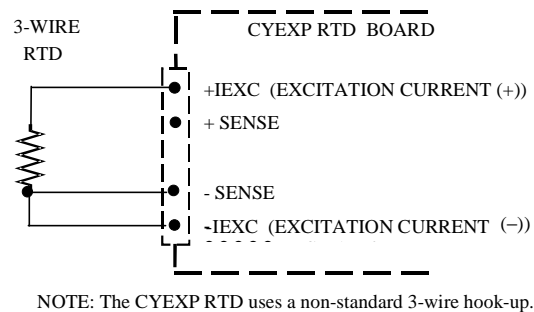 3-WIRE
RTD
CYEXP RTD BOARD
+IEXC (EXCITATION CURRENT (+))
+ SENSE
- SENSE
-IEXC (EXCITATION CURRENT (−))
NOTE: The CYEXP RTD uses a non-standard 3-wire hook-up.